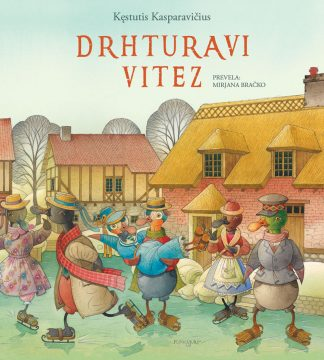 Kęstutis Kasparavičius
DRHTURAVI
VITEZ
PREVELA:
MIRJANA BRAČKO